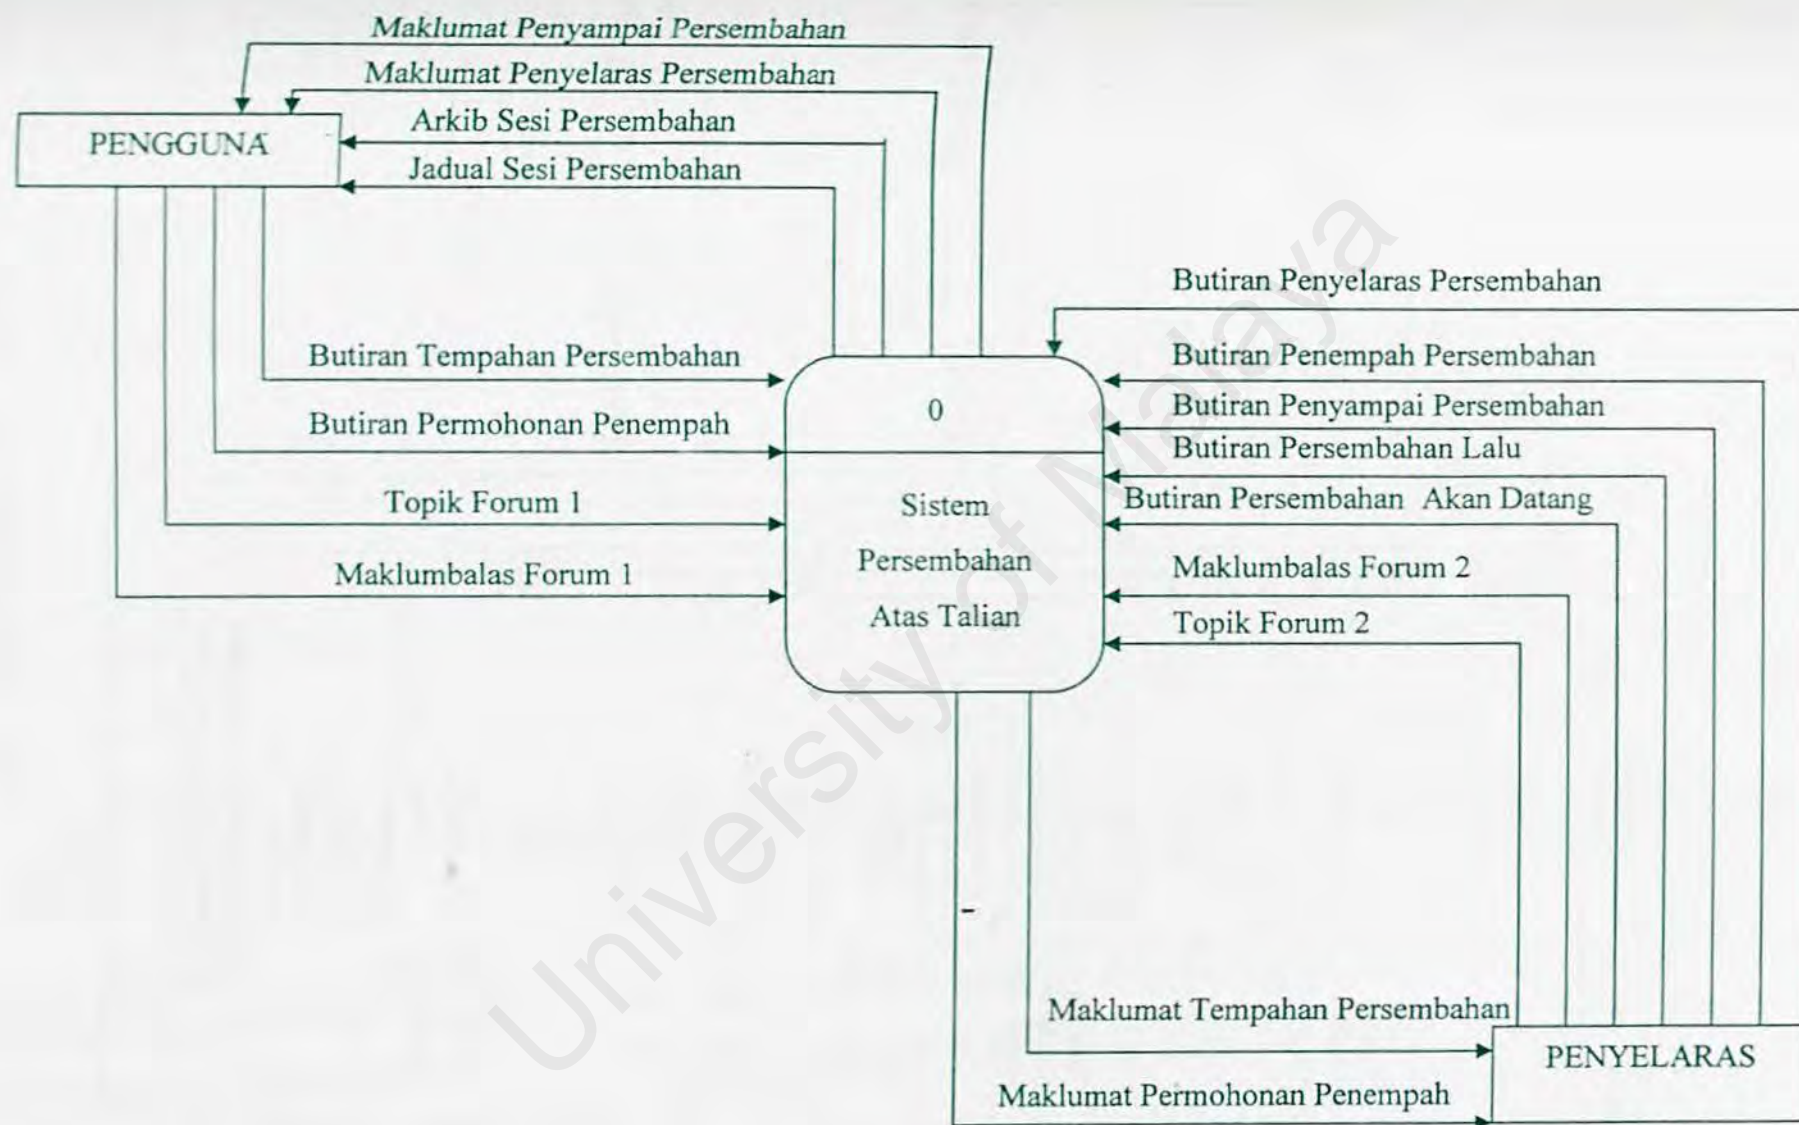 Maklumat Penyampai Persembahan
Maklumat Penyelaras Persembahan
Arkib Sesi Persembahan
PENGGUNA
Jadual Sesi Persembahan
Butiran Penyelaras Persembahan
Butiran Tempahan Persembahan
Butiran Penempah Persembahan
0
Butiran Penyampai Persembahan
Butiran Permohonan Penempah
Butiran Persembahan Lalu
Topik Forum 1
Sistem
Persembahan
Atas Talian
Butiran Persembahan Akan Datang
Maklumbalas Forum 1
Maklumbalas Forum 2
Topik Forum 2
Maklumat Tempahan Persembahan
PENYELARAS
Maklumat Permohonan Penempah
University of Malaya